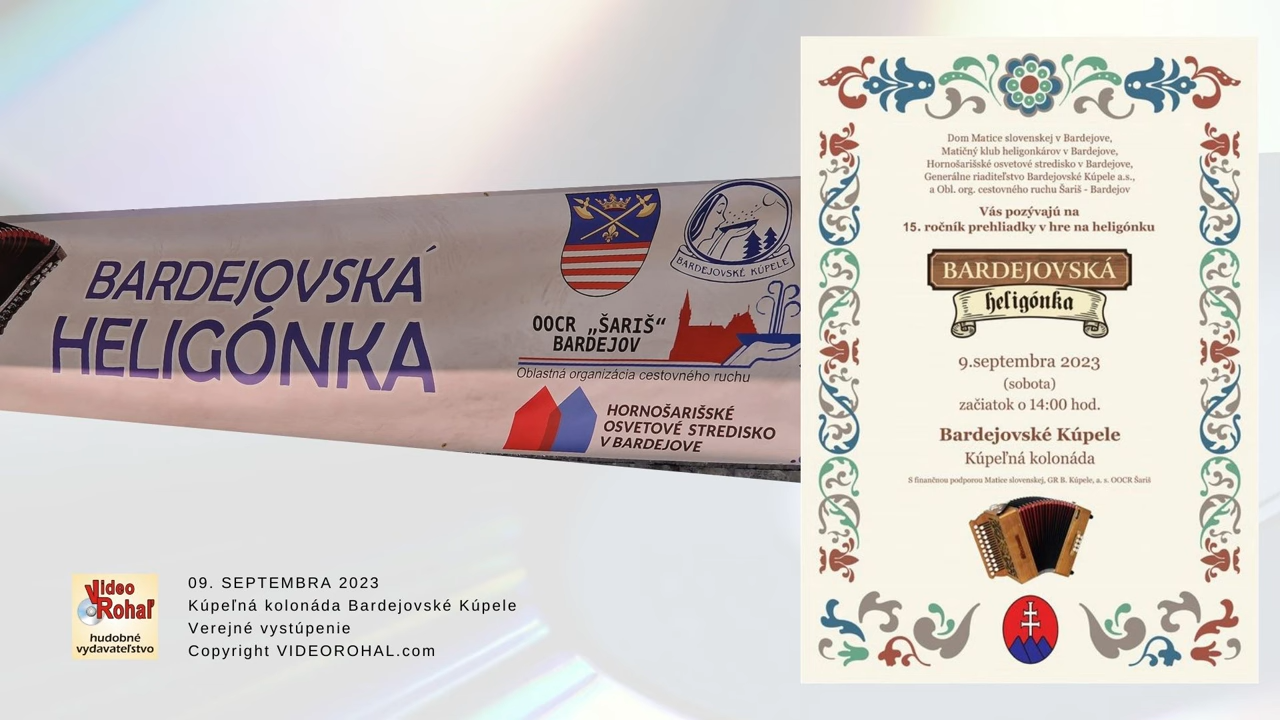 BARDEJOVSKÁ
HELIGÓNKA
BARDEJOVSKÉ KÚPELE
OOCR „ŠARIŠ“
BARDEJOV
Oblastná organizácia cestovného ruchu
HORNOŠARIŠSKÉ
OSVETOVÉ STREDISKO
V BARDEJOVE
Dom Matice slovenskej v Bardejove,
Matičný klub heligonkárov v Bardejove,
Hornošarišské osvetové stredisko v Bardejove,
Generálne riaditeľstvo Bardejovské Kúpele a.s.,
a Obl. org. cestovného ruchu Šariš - Bardejov
Vás pozývajú na
15. ročník prehliadky v hre na heligónku
BARDEJOVSKÁ
heligónka
9.septembra 2023
(sobota)
začiatok o 14:00 hod.
Bardejovské Kúpele
Kúpeľná kolonáda
S finančnou podporou Matice slovenskej, GR B. Kúpele, a. s. OOCR Šariš
Video
Rohaľ
hudobné
vydavateľstvo
09. SEPTEMBRA 2023
Kúpeľná kolonáda Bardejovské Kúpele
Verejné vystúpenie
Copyright VIDEOROHAL.com